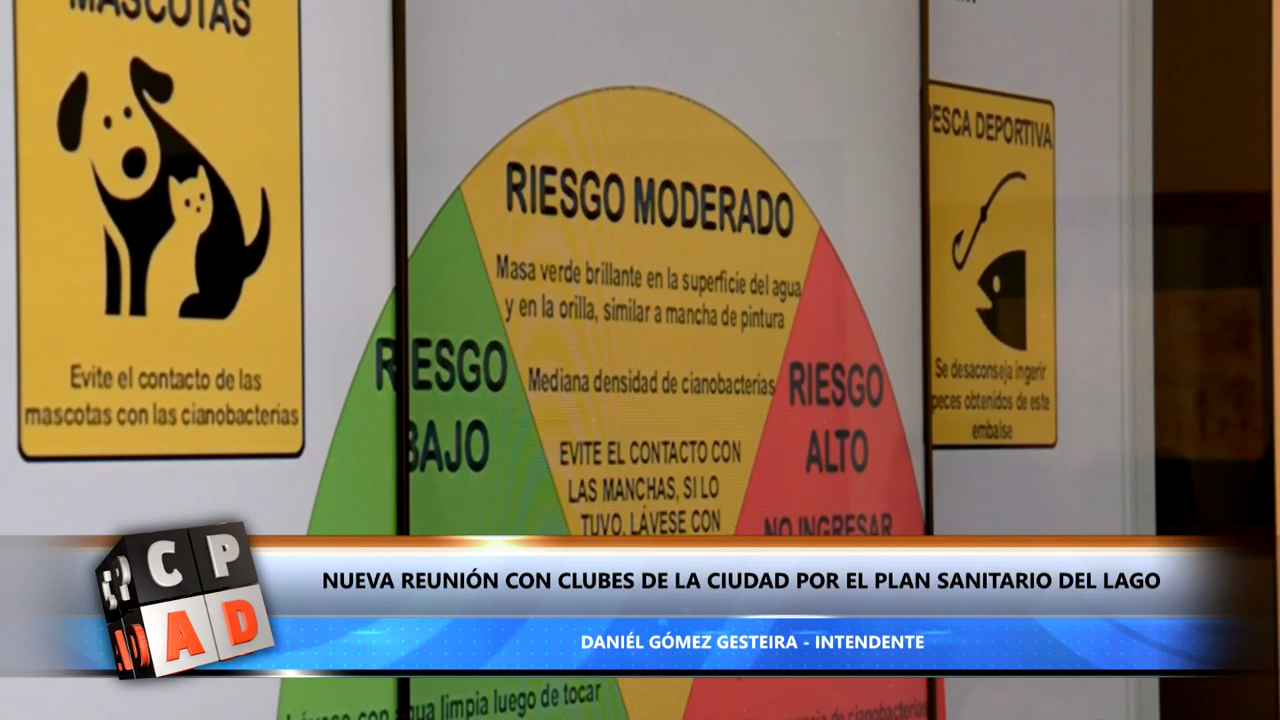 MASCOTAS
Evite el contacto de las
mascotas con las cianobacterias
RIESGO MODERADO
Masa verde brillante en la superficie del agua
y en la orilla, similar a mancha de pintura
Mediana densidad de cianobacterias
EVITE EL CONTACTO CON
LAS MANCHAS, SI LO
TUVO, LÁVESE CON
RIESGO
BAJO
RIESGO
ALTO
NO INGRESAR
PESCA DEPORTIVA
Se desaconseja ingerir
peces obtenidos de este
embalse
CP
AD
NUEVA REUNIÓN CON CLUBES DE LA CIUDAD POR EL PLAN SANITARIO DEL LAGO
DANIÉL GÓMEZ GESTEIRA - INTENDENTE
Lávese con agua limpia luego de tocar
de cianobacterias